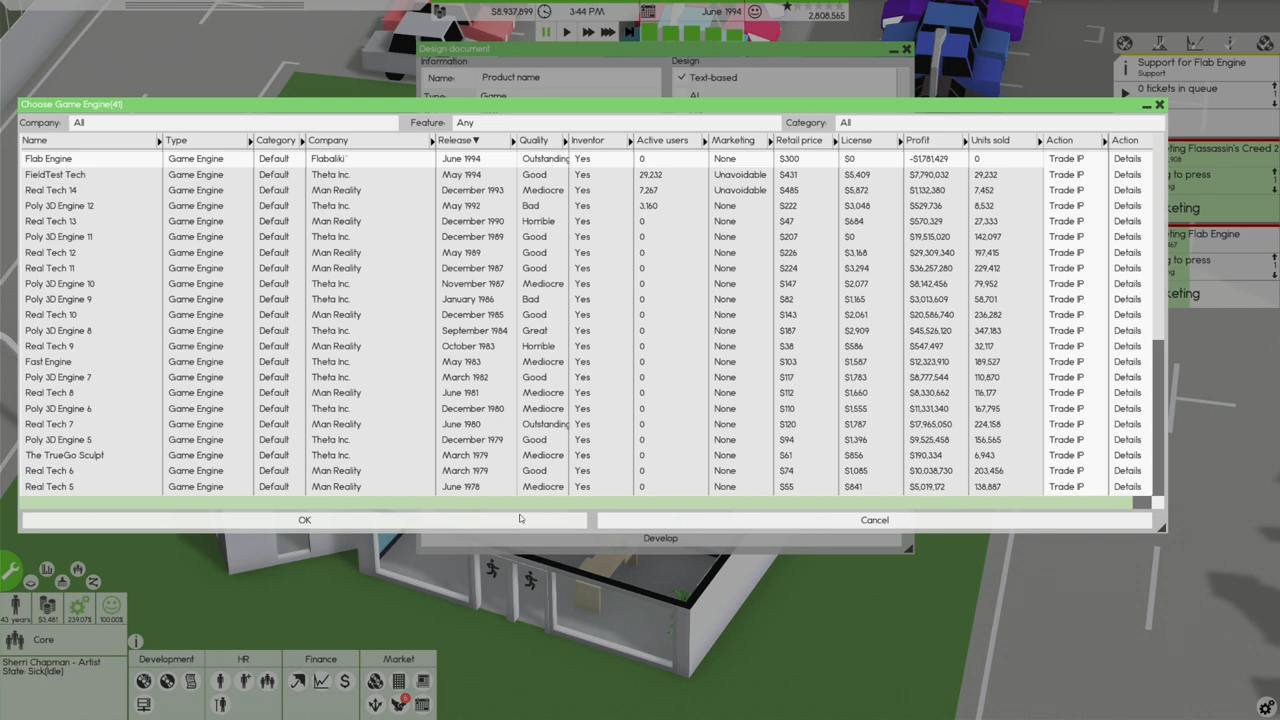 $8,937,899 3:44 PM June 1994 2,808,565
Design document
Information Design
Name: Product name Text-based
Type: Game AI
Support for Flab Engine
Support
0 tickets in queue
Choose Game Engine(41)
Company: All Feature: Any Category: All
Name Type Category Company Release Quality Inventor Active users Marketing Retail price License Profit Units sold Action Action
Flab Engine Game Engine Default Flabaliki` June 1994 Outstanding Yes 0 None $300 $0 -$1,781,429 0 Trade IP Details
FieldTest Tech Game Engine Default Theta Inc. May 1994 Good Yes 29,232 Unavoidable $431 $5,409 $7,790,032 29,232 Trade IP Details
Real Tech 14 Game Engine Default Man Reality December 1993 Mediocre Yes 7,267 Unavoidable $485 $5,872 $1,132,380 7,452 Trade IP Details
Poly 3D Engine 12 Game Engine Default Theta Inc. May 1992 Bad Yes 3,160 None $222 $3,048 $529,736 8,532 Trade IP Details
Real Tech 13 Game Engine Default Man Reality December 1990 Horrible Yes 0 None $47 $684 $570,329 27,333 Trade IP Details
Poly 3D Engine 11 Game Engine Default Theta Inc. December 1989 Good Yes 0 None $207 $0 $19,515,020 142,097 Trade IP Details
Real Tech 12 Game Engine Default Man Reality May 1989 Good Yes 0 None $226 $3,168 $29,309,340 197,415 Trade IP Details
Real Tech 11 Game Engine Default Man Reality December 1987 Good Yes 0 None $224 $3,294 $36,257,280 229,412 Trade IP Details
Poly 3D Engine 10 Game Engine Default Theta Inc. November 1987 Mediocre Yes 0 None $147 $2,077 $8,142,456 79,952 Trade IP Details
Poly 3D Engine 9 Game Engine Default Theta Inc. January 1986 Bad Yes 0 None $82 $1,165 $3,013,609 58,701 Trade IP Details
Real Tech 10 Game Engine Default Man Reality December 1985 Good Yes 0 None $143 $2,061 $20,586,740 236,282 Trade IP Details
Poly 3D Engine 8 Game Engine Default Theta Inc. September 1984 Great Yes 0 None $187 $2,909 $45,526,120 347,183 Trade IP Details
Real Tech 9 Game Engine Default Man Reality October 1983 Horrible Yes 0 None $38 $586 $547,497 32,117 Trade IP Details
Fast Engine Game Engine Default Theta Inc. May 1983 Mediocre Yes 0 None $103 $1,587 $12,323,910 189,527 Trade IP Details
Poly 3D Engine 7 Game Engine Default Theta Inc. March 1982 Good Yes 0 None $117 $1,783 $8,777,544 110,870 Trade IP Details
Real Tech 8 Game Engine Default Man Reality June 1981 Mediocre Yes 0 None $112 $1,660 $8,330,662 116,177 Trade IP Details
Poly 3D Engine 6 Game Engine Default Theta Inc. December 1980 Mediocre Yes 0 None $110 $1,555 $11,331,340 167,795 Trade IP Details
Real Tech 7 Game Engine Default Man Reality June 1980 Outstanding Yes 0 None $120 $1,787 $17,965,050 224,158 Trade IP Details
Poly 3D Engine 5 Game Engine Default Theta Inc. December 1979 Good Yes 0 None $94 $1,396 $9,525,458 156,565 Trade IP Details
The TrueGo Sculpt Game Engine Default Theta Inc. March 1979 Mediocre Yes 0 None $61 $856 $190,334 6,943 Trade IP Details
Real Tech 6 Game Engine Default Man Reality March 1979 Good Yes 0 None $74 $1,085 $10,038,730 203,456 Trade IP Details
Real Tech 5 Game Engine Default Man Reality June 1978 Mediocre Yes 0 None $55 $841 $5,019,172 138,887 Trade IP Details
OK Cancel
Develop
eting Flassassin's Creed 2
,908
g to press
keting
eting Flab Engine
467
g to press
keting
43 years $3,481 239.07% 100.00%
Core
Sherri Chapman - Artist
State: Sick(Idle)
Development HR Finance Market